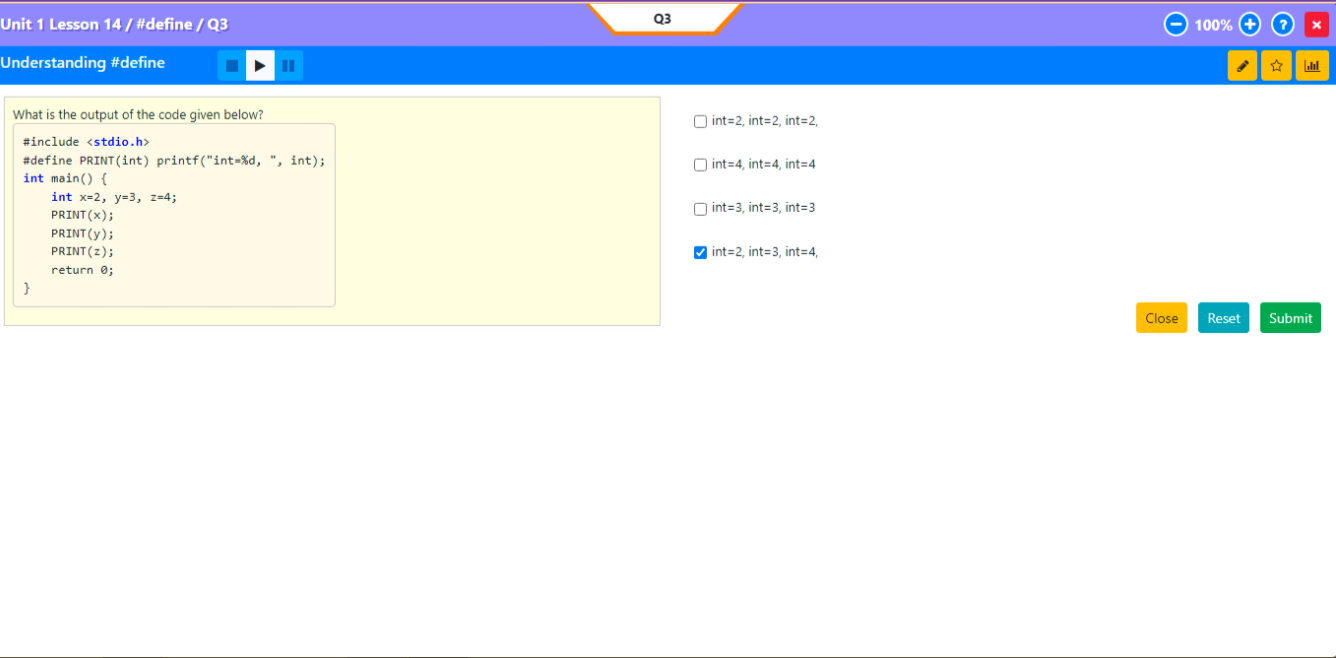 Unit 1 Lesson 14 / #define / Q3
Q3
100%
?
×
Understanding #define
What is the output of the code given below?
#include <stdio.h>
#define PRINT(int) printf("int=%d, ", int);
int main() {
    int x=2, y=3, z=4;
    PRINT(x);
    PRINT(y);
    PRINT(z);
    return 0;
}
int=2, int=2, int=2,
int=4, int=4, int=4
int=3, int=3, int=3
int=2, int=3, int=4,
Close Reset Submit